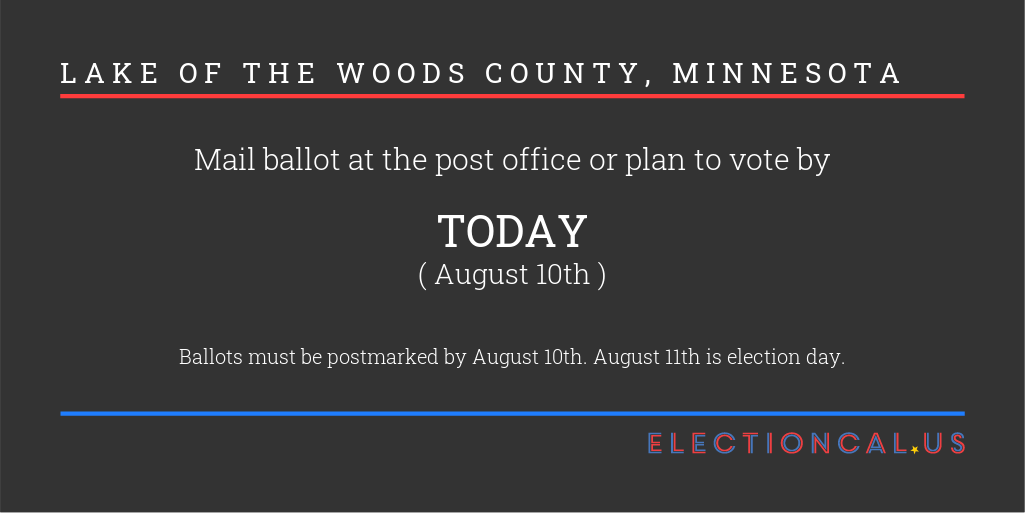 LAKE OF THE WOODS COUNTY, MINNESOTA
Mail ballot at the post office or plan to vote by
TODAY
( August 10th )
Ballots must be postmarked by August 10th. August 11th is election day.
ELECTIONCAL.US